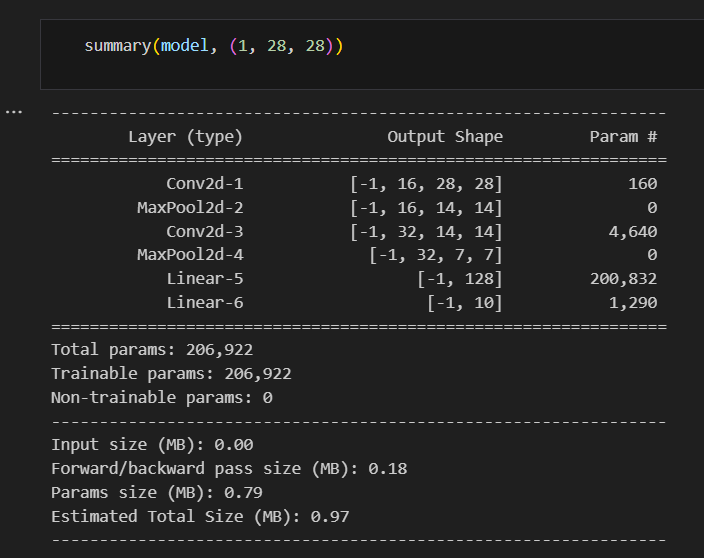 summary(model, (1, 28, 28))
...
----------------------------------------------------------------
Layer (type) Output Shape Param #
================================================================
Conv2d-1 [-1, 16, 28, 28] 160
MaxPool2d-2 [-1, 16, 14, 14] 0
Conv2d-3 [-1, 32, 14, 14] 4,640
MaxPool2d-4 [-1, 32, 7, 7] 0
Linear-5 [-1, 128] 200,832
Linear-6 [-1, 10] 1,290
================================================================
Total params: 206,922
Trainable params: 206,922
Non-trainable params: 0
----------------------------------------------------------------
Input size (MB): 0.00
Forward/backward pass size (MB): 0.18
Params size (MB): 0.79
Estimated Total Size (MB): 0.97
----------------------------------------------------------------